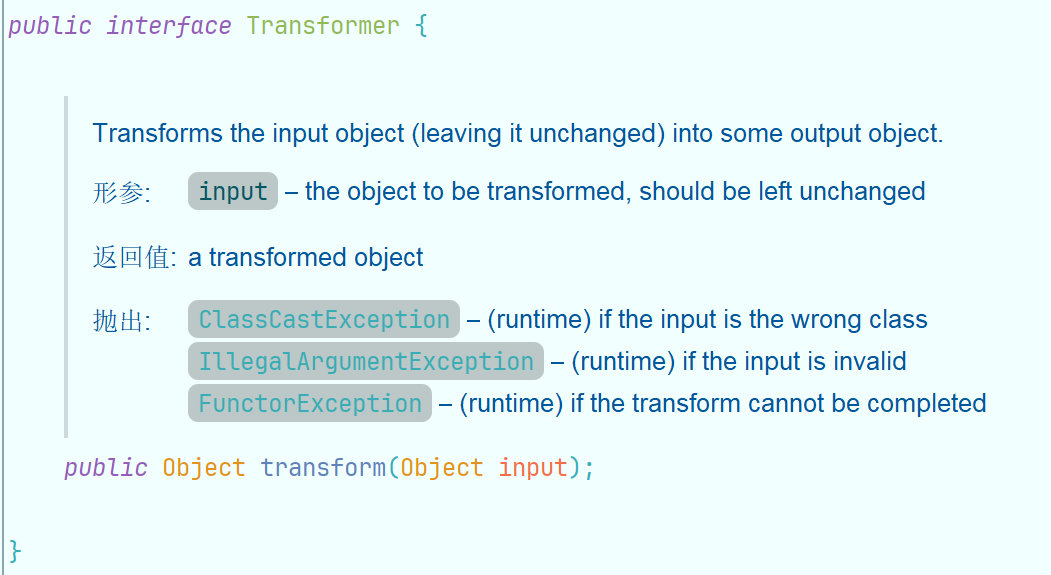 public interface Transformer {
Transforms the input object (leaving it unchanged) into some output object.
形参: input – the object to be transformed, should be left unchanged
返回值: a transformed object
抛出: ClassCastException – (runtime) if the input is the wrong class
IllegalArgumentException – (runtime) if the input is invalid
FunctorException – (runtime) if the transform cannot be completed
public Object transform(Object input);
}